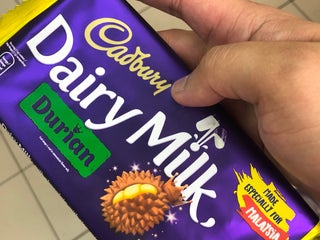 Cadbury
Dairy Milk
Durian
MADE
ESPECIALLY FOR
MALAYSIA